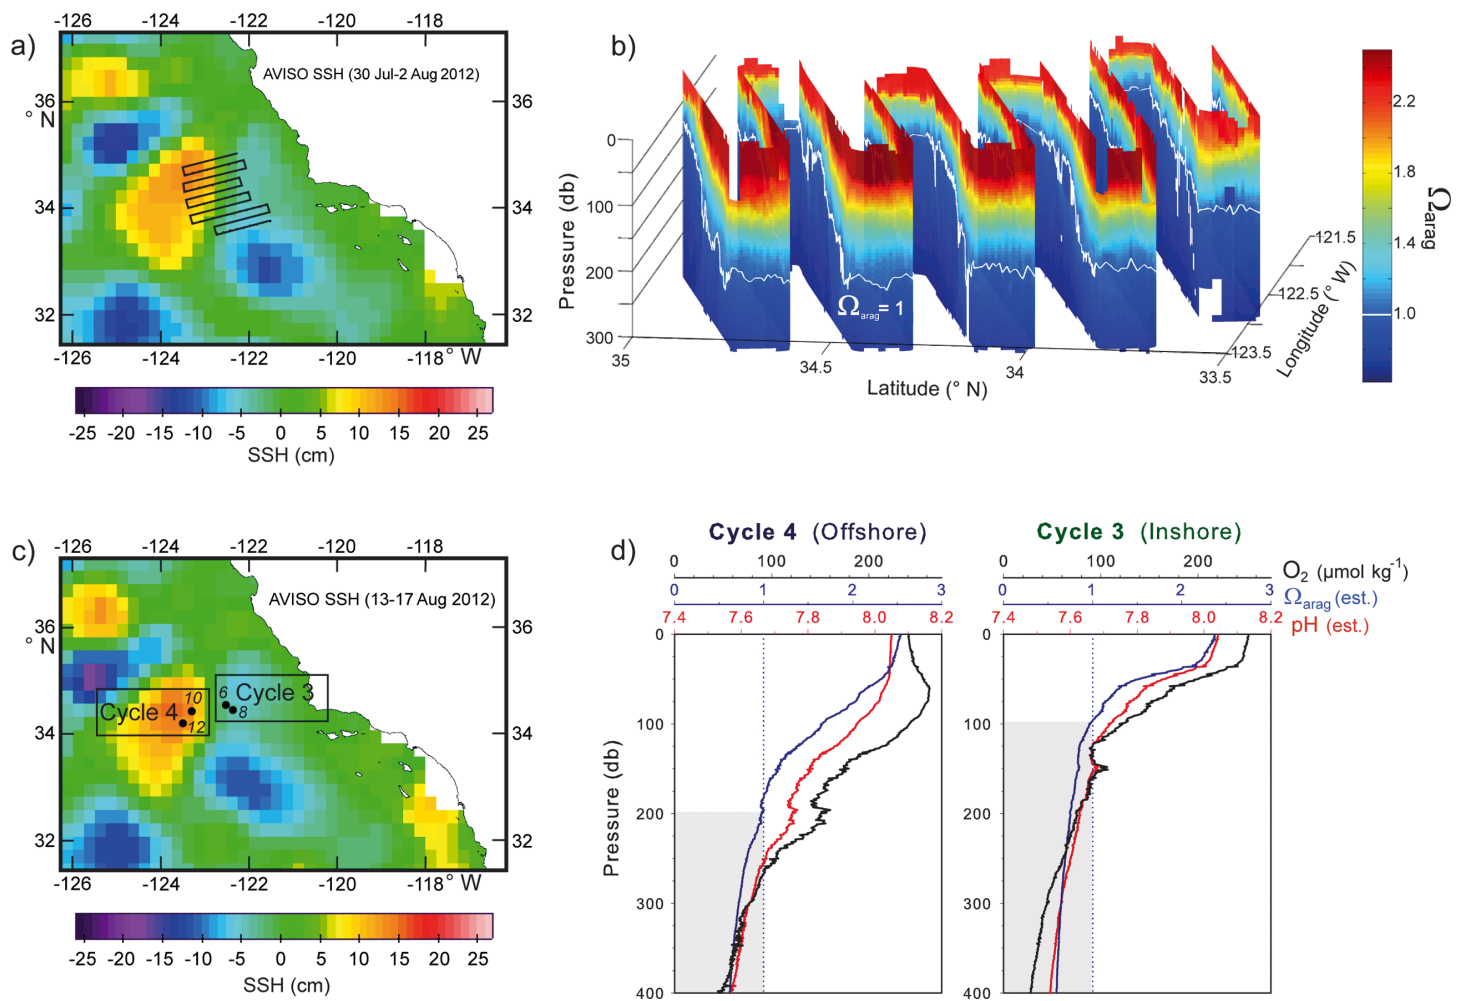 a)
-126 -124 -122 -120 -118
AVISO SSH (30 Jul-2 Aug 2012)
36 36
° N
34 34
32 32
-126 -124 -122 -120 -118 ° W
-25 -20 -15 -10 -5 0 5 10 15 20 25
SSH (cm)
b)
0
100
200
300
Pressure (db)
35 34.5 34 33.5
Latitude (° N)
-121.5
-122.5
-123.5
Longitude (° W)
Ωarag = 1
2.2
1.8
1.4
1.0
Ωarag
c)
-126 -124 -122 -120 -118
AVISO SSH (13-17 Aug 2012)
36 36
° N
Cycle 4 10 12
6 Cycle 3 8
34 34
32 32
-126 -124 -122 -120 -118 ° W
-25 -20 -15 -10 -5 0 5 10 15 20 25
SSH (cm)
d)
Cycle 4 (Offshore)
0 100 200
0 1 2 3
7.4 7.6 7.8 8.0 8.2
0
100
200
300
400
Pressure (db)
Cycle 3 (Inshore)
0 100 200
0 1 2 3
7.4 7.6 7.8 8.0 8.2
O2 (µmol kg-1)
Ωarag (est.)
pH (est.)
0
100
200
300
400